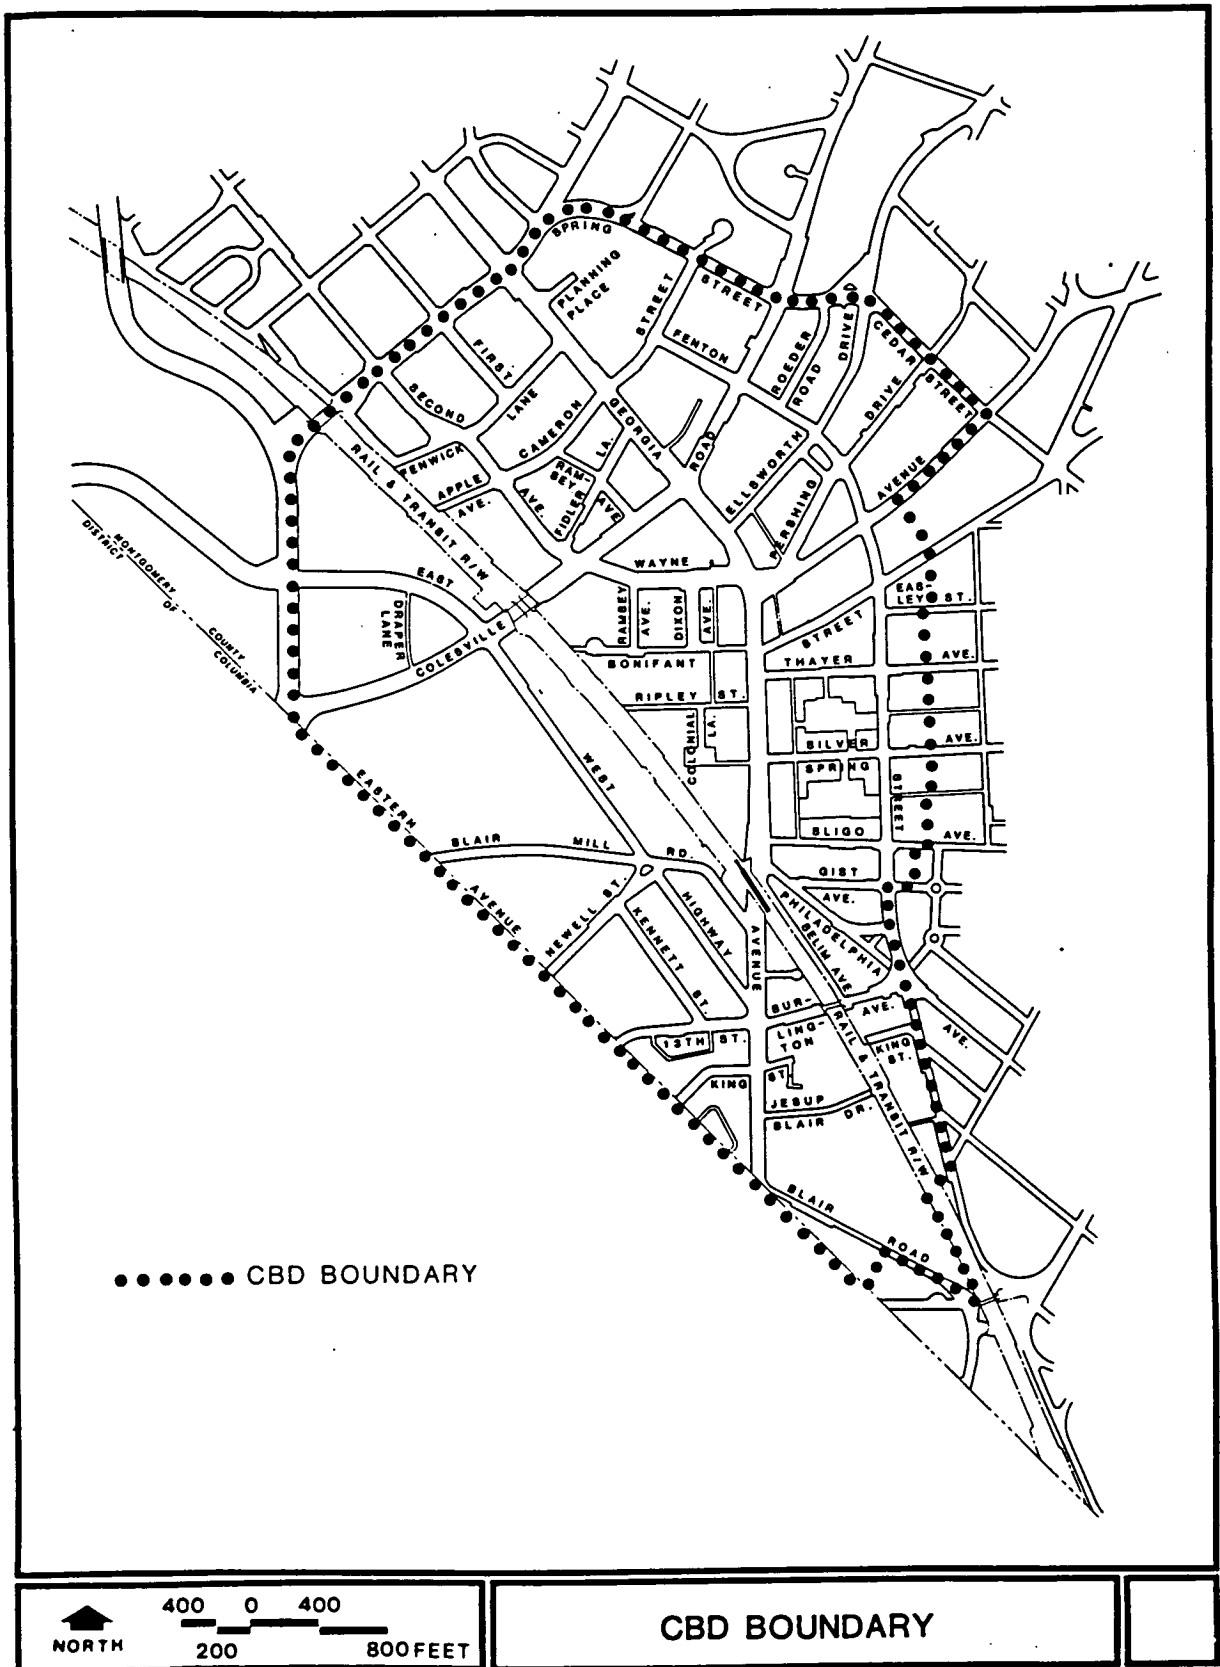 SPRING
STREET
PLANNING
PLACE
STREET
FENTON
ROEDER
ROAD
DRIVE
CEDAR
STREET
DRIVE
AVENUE
FIRST
SECOND
LANE
CAMERON
GEORGIA
LA.
ROAD
ELLSWORTH
PERSHING
FENWICK
APPLE
AVE.
RAM-
SEY
AVE.
FIDLER
AVE
RAIL & TRANSIT R/W
WAYNE
EAST
DRAPER
LANE
COLESVILLE
MONTGOMERY
COUNTY
DISTRICT
OF
COLUMBIA
RAMSEY
AVE.
DIXON
AVE.
STREET
EAS-
LEY ST.
BONIFANT
THAYER
AVE.
RIPLEY ST.
COLONIAL
LA.
SILVER
SPRING
AVE.
STREET
WEST
SLIGO
AVE.
EASTERN
AVENUE
BLAIR
MILL
RD.
GIST
AVE.
HIGHWAY
NEWELL ST.
KENNETT
ST.
AVENUE
PHILADELPHIA
SELIM AVE
AVE.
BUR-
LING-
TON
AVE.
13TH ST.
KING
ST.
KING
ST.
JESUP
BLAIR DR.
RAIL & TRANSIT R/W
BLAIR
ROAD
CBD BOUNDARY
NORTH
400 0 400
200 800 FEET
CBD BOUNDARY